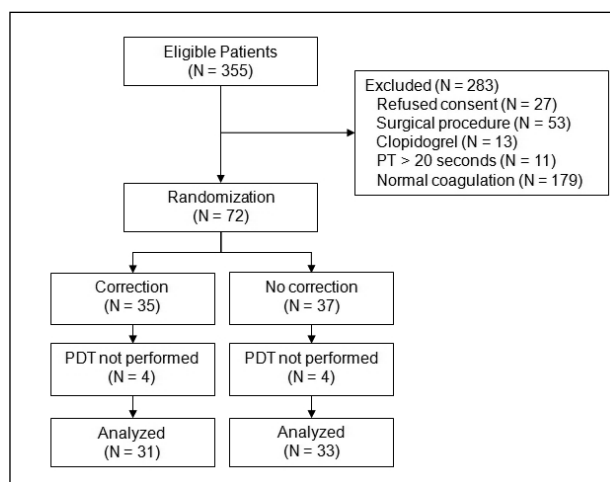 Eligible Patients
(N = 355)
Excluded (N = 283)
Refused consent (N = 27)
Surgical procedure (N = 53)
Clopidogrel (N = 13)
PT > 20 seconds (N = 11)
Normal coagulation (N = 179)
Randomization
(N = 72)
Correction
(N = 35)
No correction
(N = 37)
PDT not performed
(N = 4)
PDT not performed
(N = 4)
Analyzed
(N = 31)
Analyzed
(N = 33)